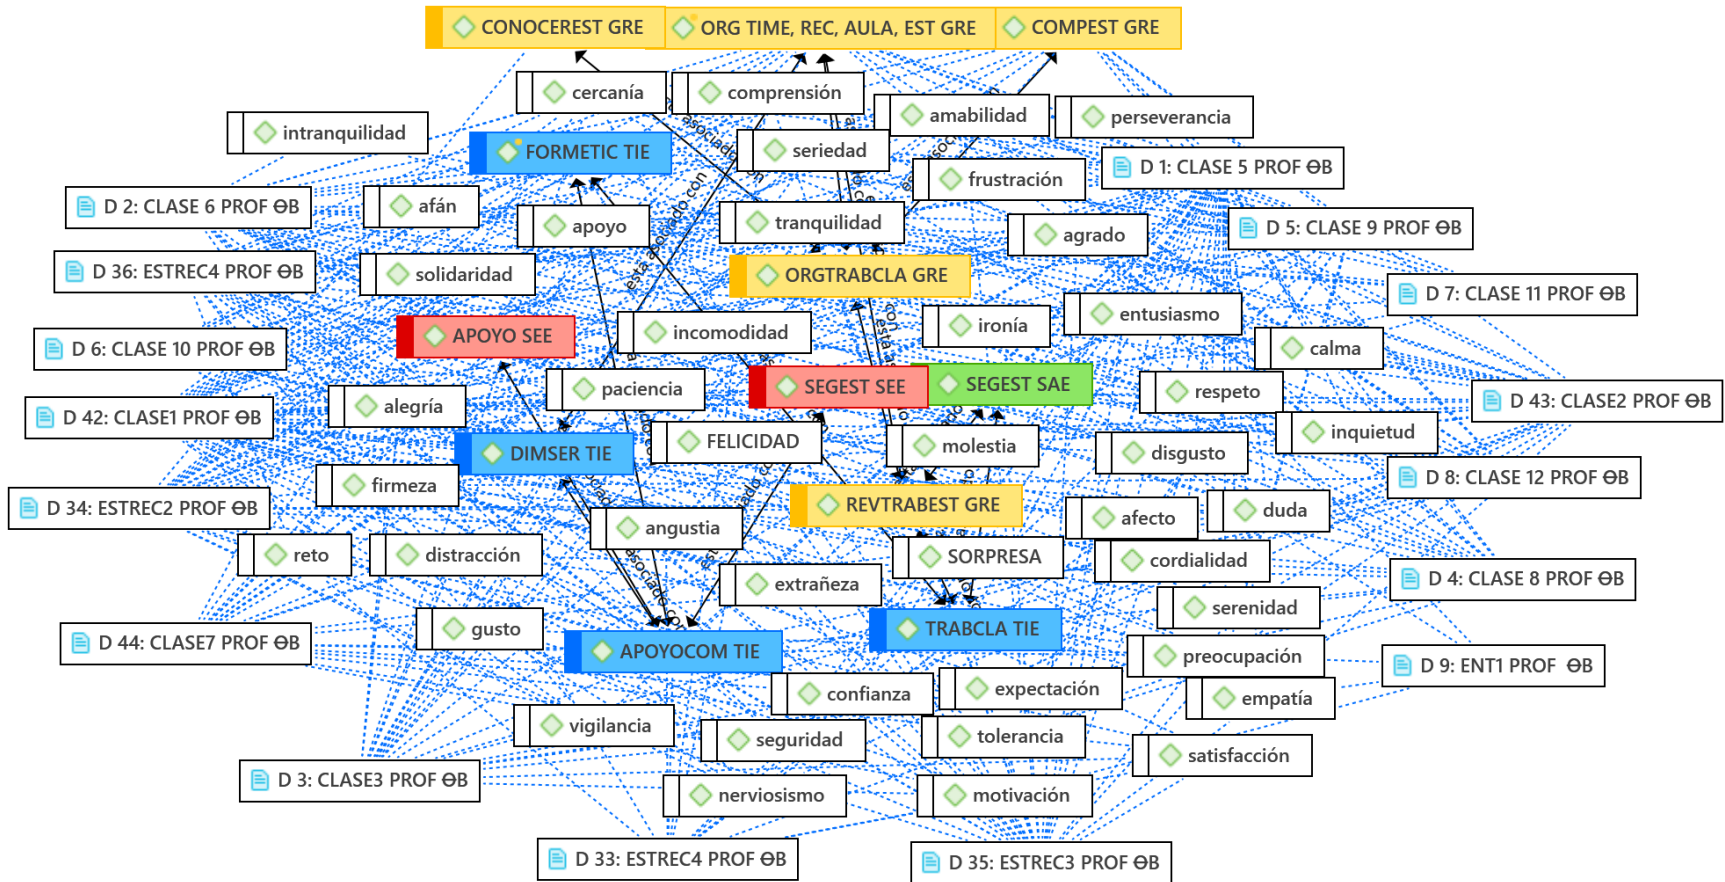 CONOCEREST GRE
ORG TIME, REC, AULA, EST GRE
COMPEST GRE
cercanía
comprensión
amabilidad
perseverancia
intranquilidad
FORMETIC TIE
seriedad
D 1: CLASE 5 PROF ӨB
frustración
D 2: CLASE 6 PROF ӨB
afán
apoyo
tranquilidad
agrado
D 5: CLASE 9 PROF ӨB
D 36: ESTREC4 PROF ӨB
solidaridad
ORGTRABCLA GRE
D 7: CLASE 11 PROF ӨB
APOYO SEE
incomodidad
ironía
entusiasmo
D 6: CLASE 10 PROF ӨB
calma
paciencia
SEGEST SEE
SEGEST SAE
respeto
D 43: CLASE2 PROF ӨB
D 42: CLASE1 PROF ӨB
alegría
DIMSER TIE
FELICIDAD
molestia
disgusto
inquietud
firmeza
D 8: CLASE 12 PROF ӨB
D 34: ESTREC2 PROF ӨB
REVTRABEST GRE
afecto
duda
angustia
reto
distracción
SORPRESA
cordialidad
extrañeza
D 4: CLASE 8 PROF ӨB
gusto
serenidad
D 44: CLASE7 PROF ӨB
APOYOCOM TIE
TRABCLA TIE
preocupación
D 9: ENT1 PROF ӨB
confianza
expectación
empatía
vigilancia
seguridad
tolerancia
satisfacción
D 3: CLASE3 PROF ӨB
nerviosismo
motivación
D 33: ESTREC4 PROF ӨB
D 35: ESTREC3 PROF ӨB
está asociado con